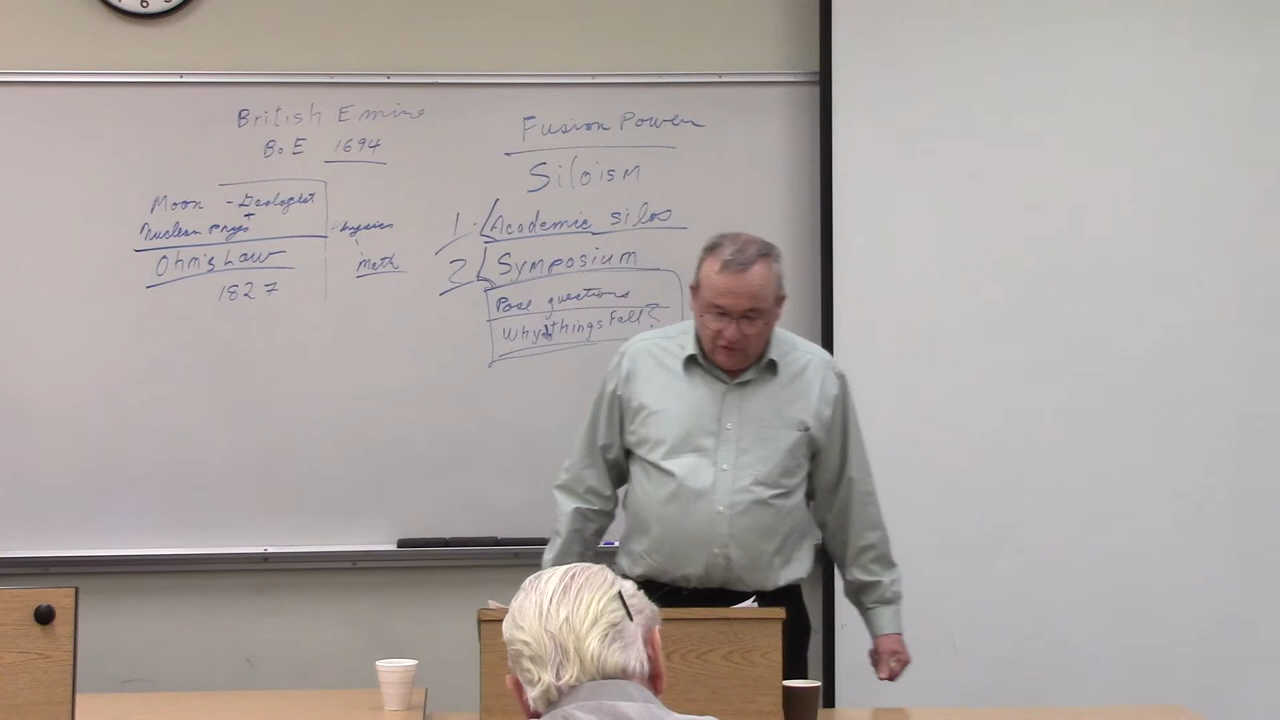 British Emire
B.E 1694
Moon - Geologist
+
Nuclear phys
physics
Math
Ohm's Law
1827
Fusion Power
Siloism
1. Academic silos
2 Symposium
Pose questions
Why things Fall?
6